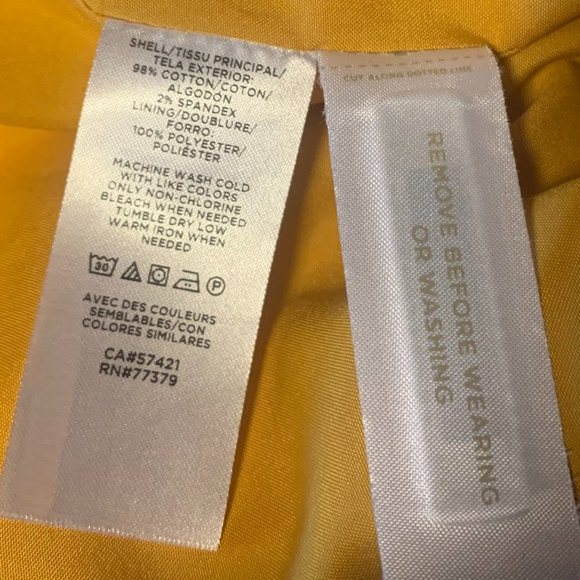 SHELL/TISSU PRINCIPAL/
TELA EXTERIOR:
98% COTTON/COTON/
ALGODÓN
2% SPANDEX
LINING/DOUBLURE/
FORRO:
100% POLYESTER/
POLIÉSTER
MACHINE WASH COLD
WITH LIKE COLORS
ONLY NON-CHLORINE
BLEACH WHEN NEEDED
TUMBLE DRY LOW
WARM IRON WHEN
NEEDED
30 P
AVEC DES COULEURS
SEMBLABLES/CON
COLORES SIMILARES
CA#57421
RN#77379
CUT ALONG DOTTED LINE
REMOVE BEFORE WEARING
OR WASHING